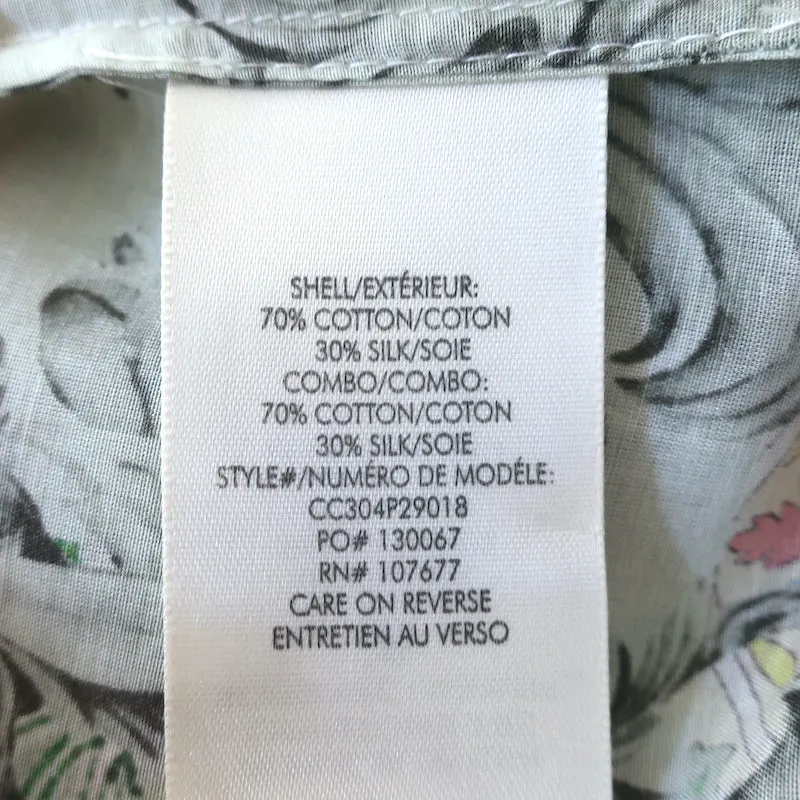 SHELL/EXTÉRIEUR:
70% COTTON/COTON
30% SILK/SOIE
COMBO/COMBO:
70% COTTON/COTON
30% SILK/SOIE
STYLE#/NUMÉRO DE MODÉLE:
CC304P29018
PO# 130067
RN# 107677
CARE ON REVERSE
ENTRETIEN AU VERSO